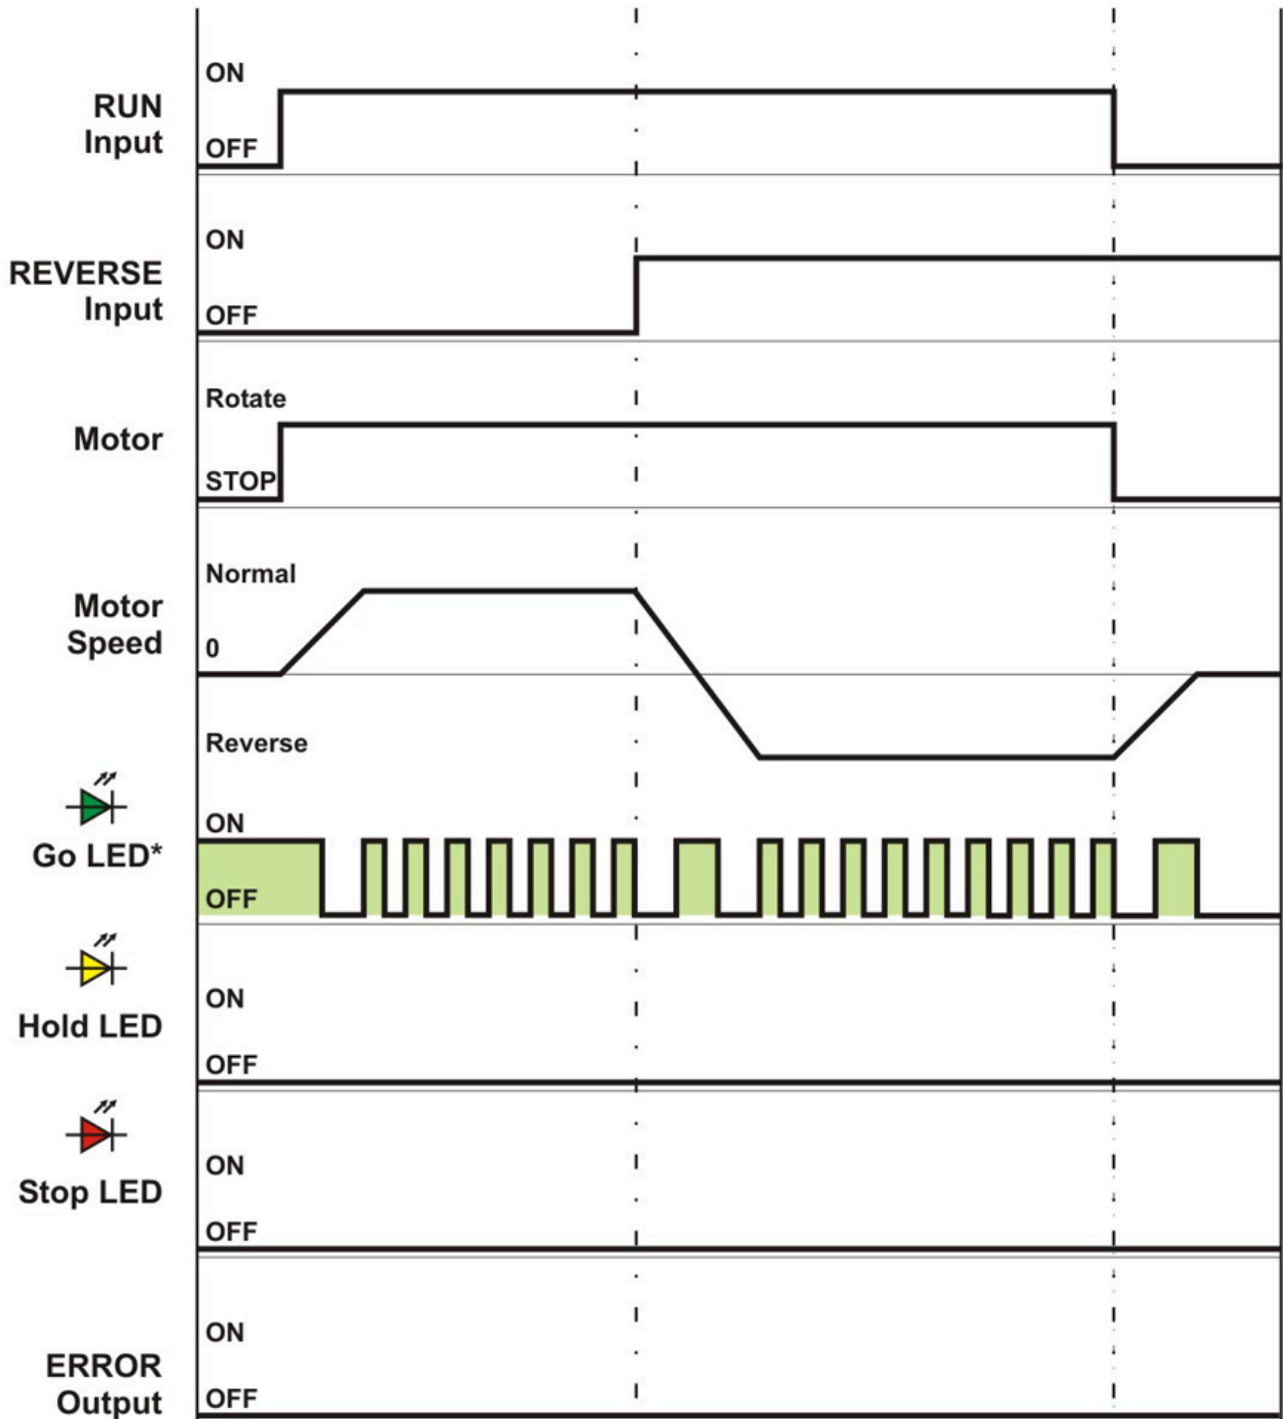 RUN
Input
ON
OFF
REVERSE
Input
ON
OFF
Motor
Rotate
STOP
Motor
Speed
Normal
0
Reverse
Go LED*
ON
OFF
Hold LED
ON
OFF
Stop LED
ON
OFF
ERROR
Output
ON
OFF